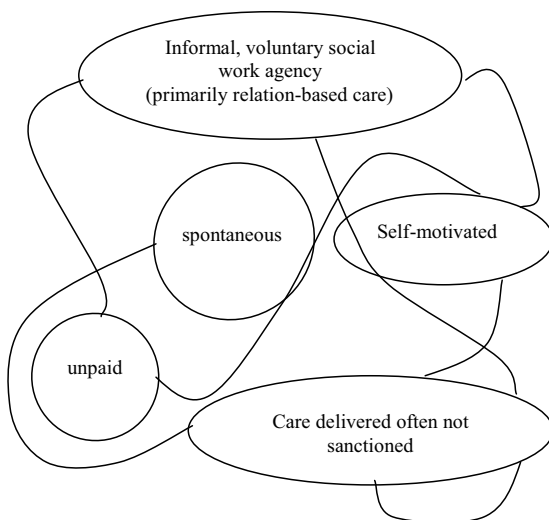 Informal, voluntary social
work agency
(primarily relation-based care)
spontaneous
Self-motivated
unpaid
Care delivered often not
sanctioned